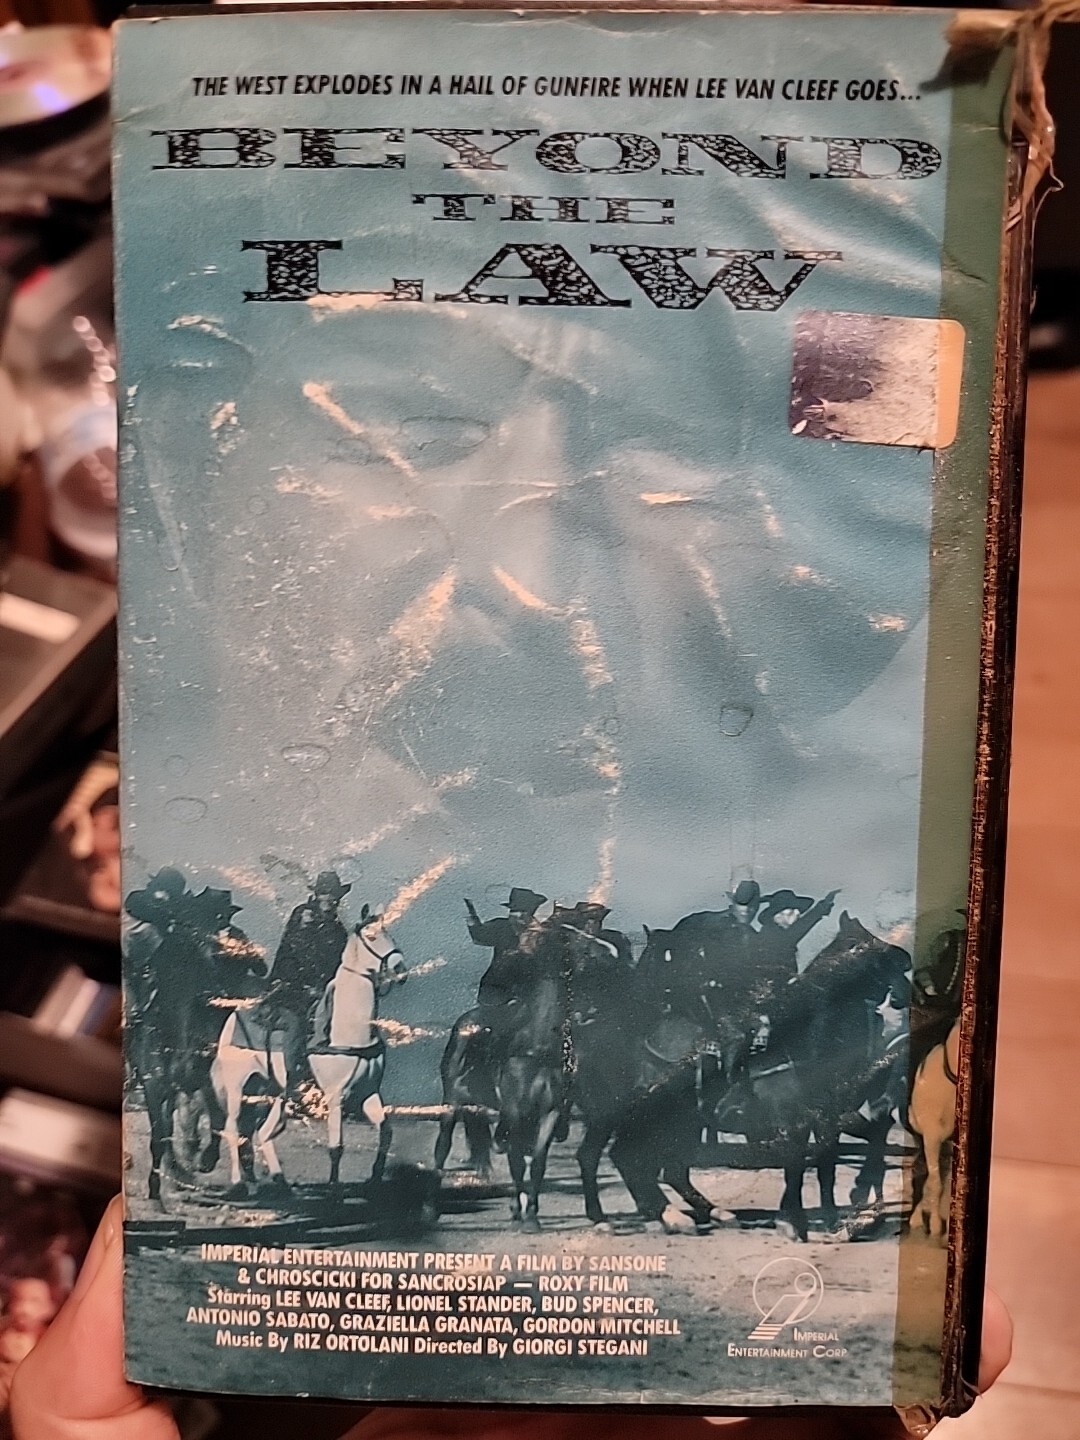 THE WEST EXPLODES IN A HAIL OF GUNFIRE WHEN LEE VAN CLEEF GOES...
BEYOND
THE
LAW
IMPERIAL ENTERTAINMENT PRESENT A FILM BY SANSONE
& CHROSCICKI FOR SANCROSIAP — ROXY FILM
Starring LEE VAN CLEEF, LIONEL STANDER, BUD SPENCER,
ANTONIO SABATO, GRAZIELLA GRANATA, GORDON MITCHELL
Music By RIZ ORTOLANI Directed By GIORGI STEGANI
IMPERIAL
ENTERTAINMENT CORP